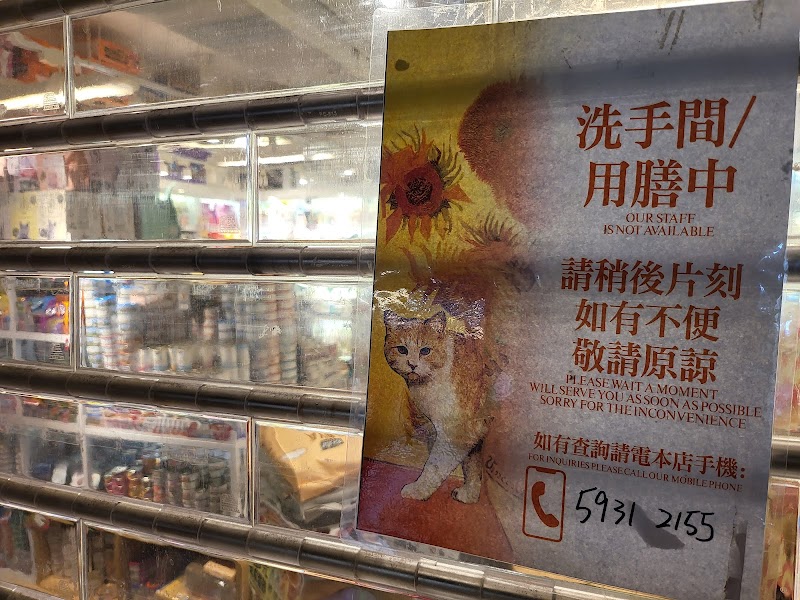 洗手間/
用膳中
OUR STAFF
IS NOT AVAILABLE
請稍後片刻
如有不便
敬請原諒
PLEASE WAIT A MOMENT
WILL SERVE YOU AS SOON AS POSSIBLE
SORRY FOR THE INCONVENIENCE
如有查詢請電本店手機:
FOR INQUIRIES PLEASE CALL OUR MOBILE PHONE
5931 2155